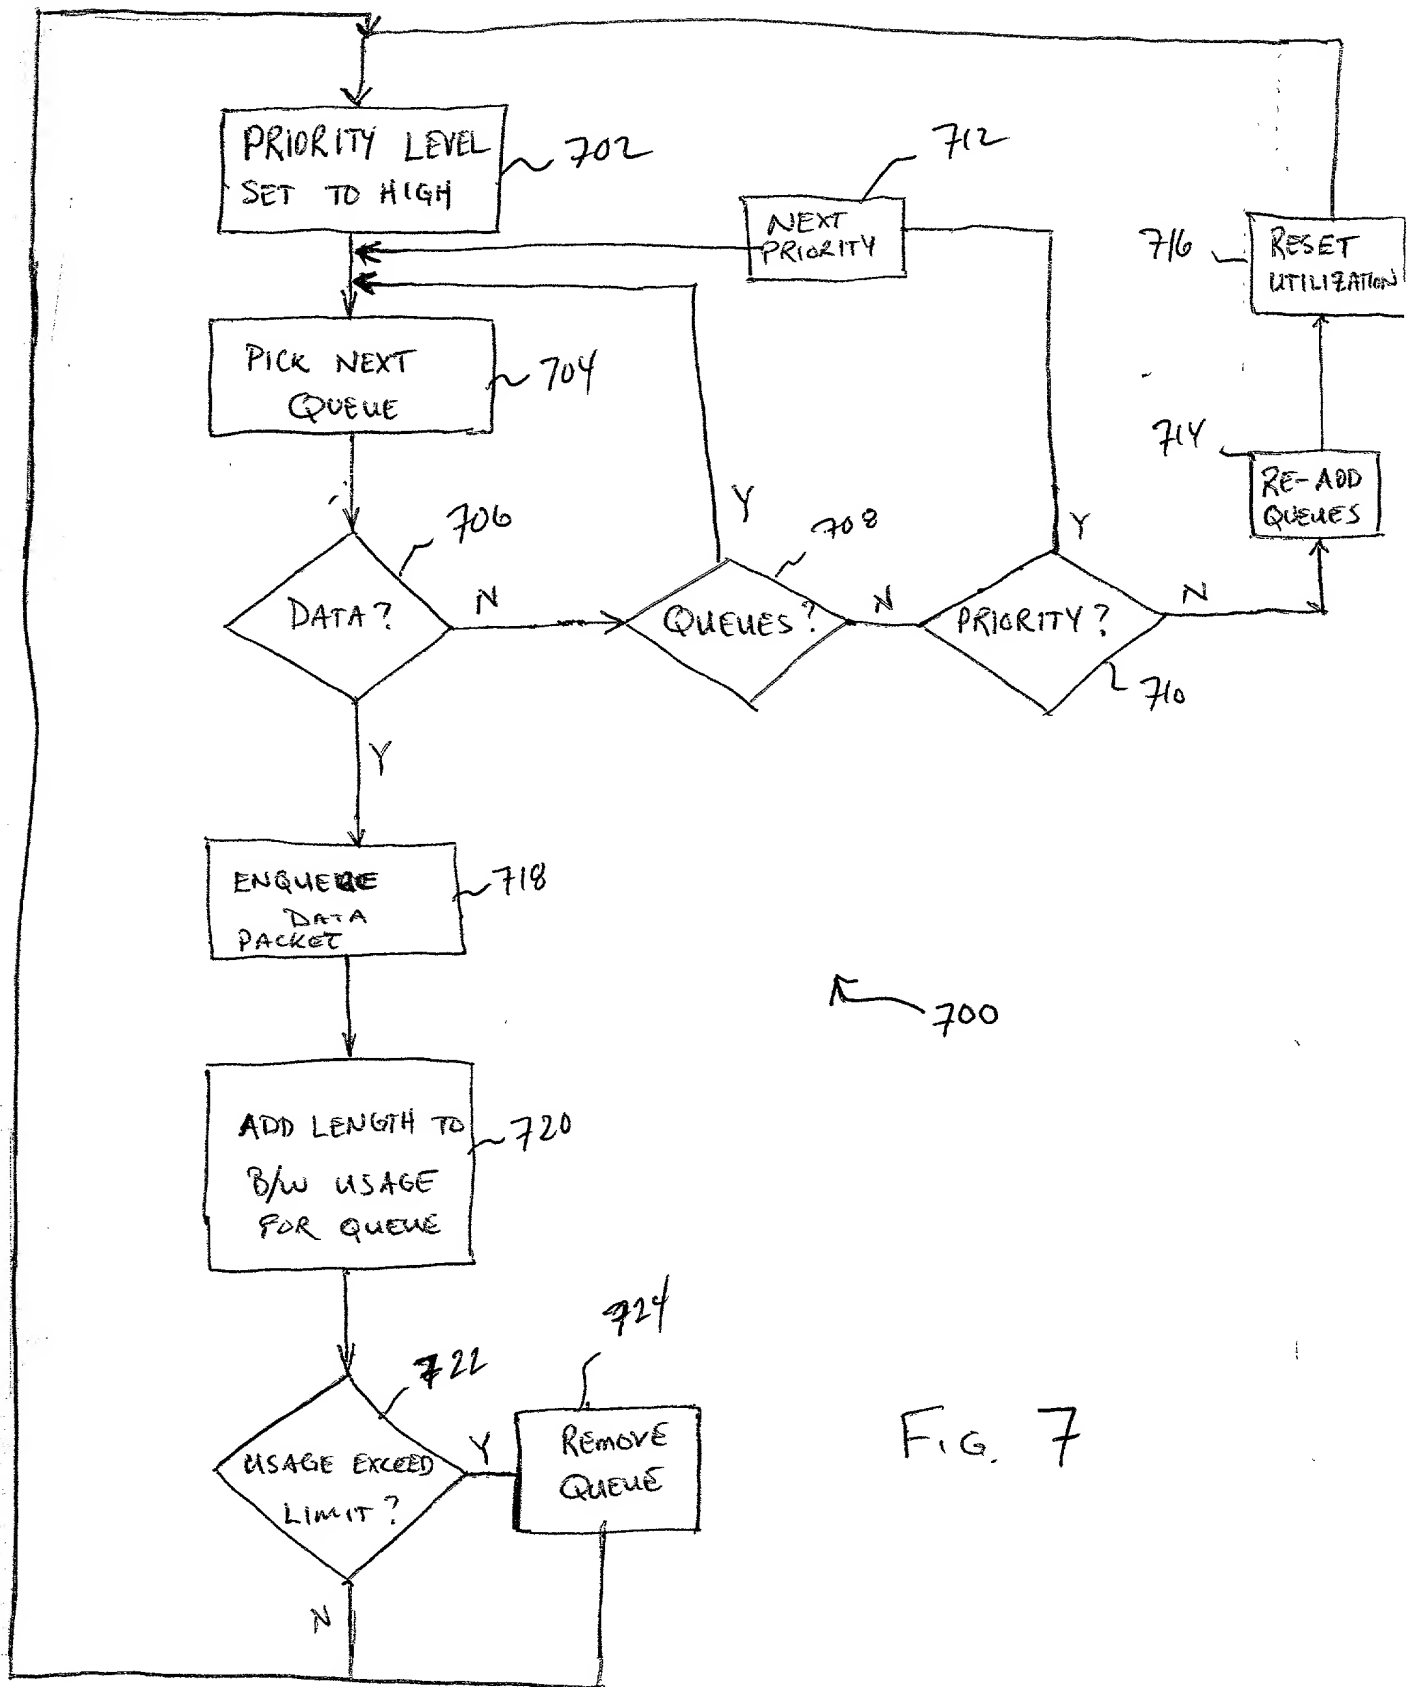 PRIORITY LEVEL
SET TO HIGH
702
712
NEXT
PRIORITY
716
RESET
UTILIZATION
PICK NEXT
QUEUE
704
714
RE-ADD
QUEUES
706
DATA?
N
Y
708
QUEUES?
N
Y
PRIORITY?
710
N
Y
ENQUEUE
DATA
PACKET
718
700
ADD LENGTH TO
B/W USAGE
FOR QUEUE
720
722
USAGE EXCEED
LIMIT?
Y
724
REMOVE
QUEUE
N
FIG. 7